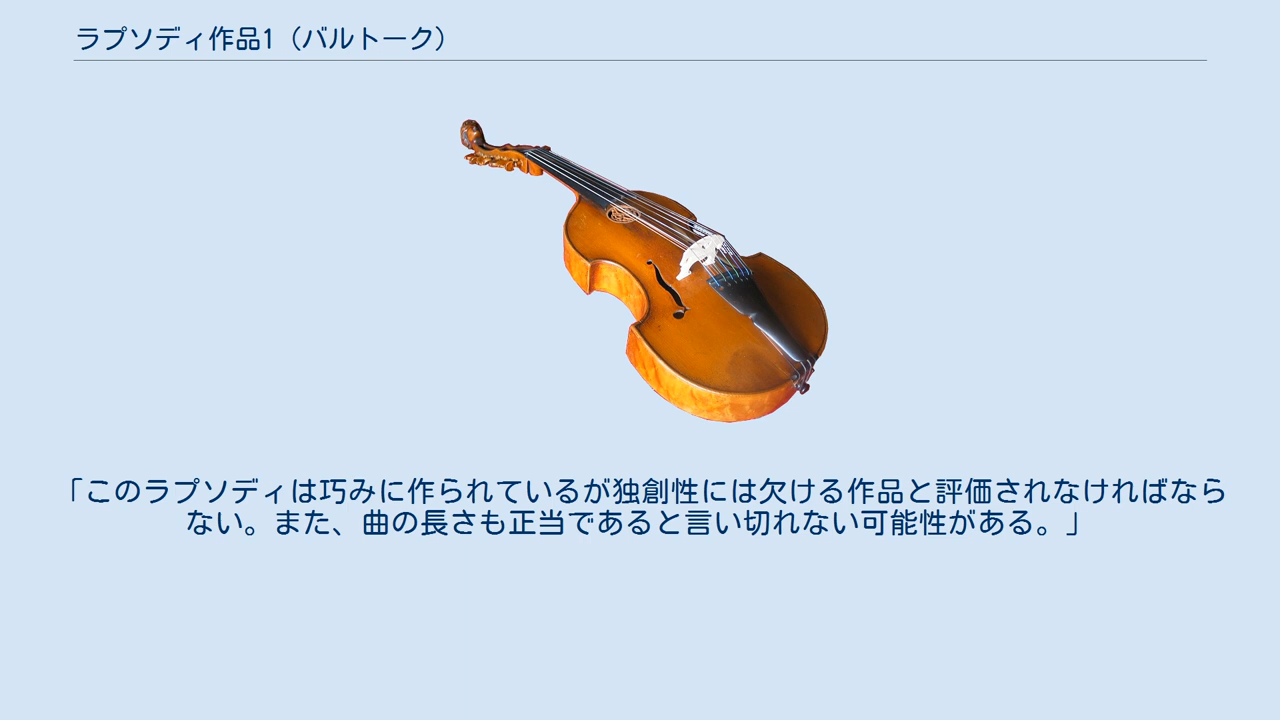 ラプソディ作品1（バルトーク）
「このラプソディは巧みに作られているが独創性には欠ける作品と評価されなければなら
ない。また、曲の長さも正当であると言い切れない可能性がある。」